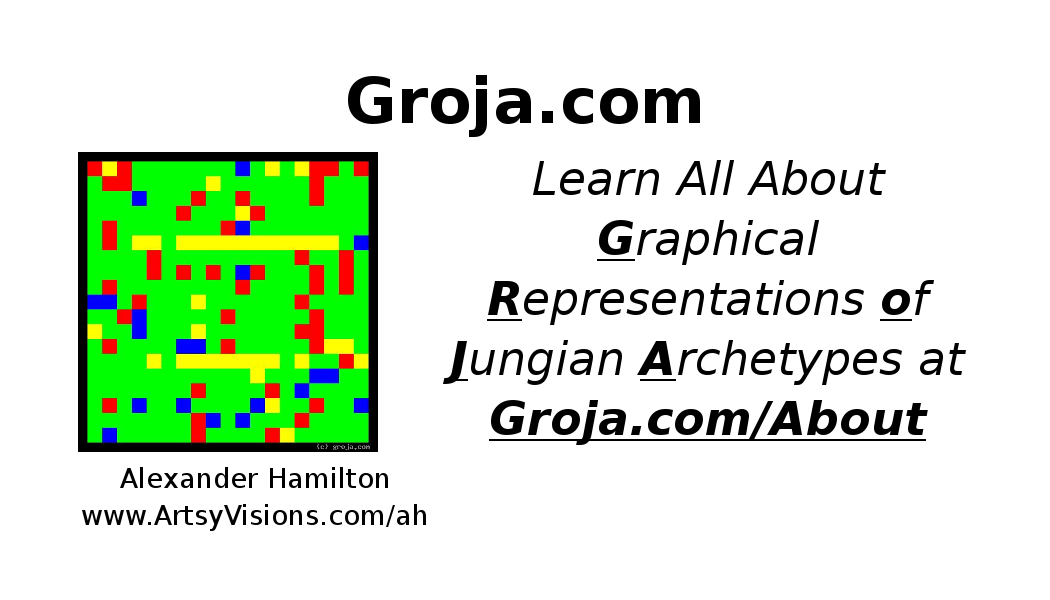 Groja.com
Learn All About
Graphical
Representations of
Jungian Archetypes at
Groja.com/About
(c) groja.com
Alexander Hamilton
www.ArtsyVisions.com/ah